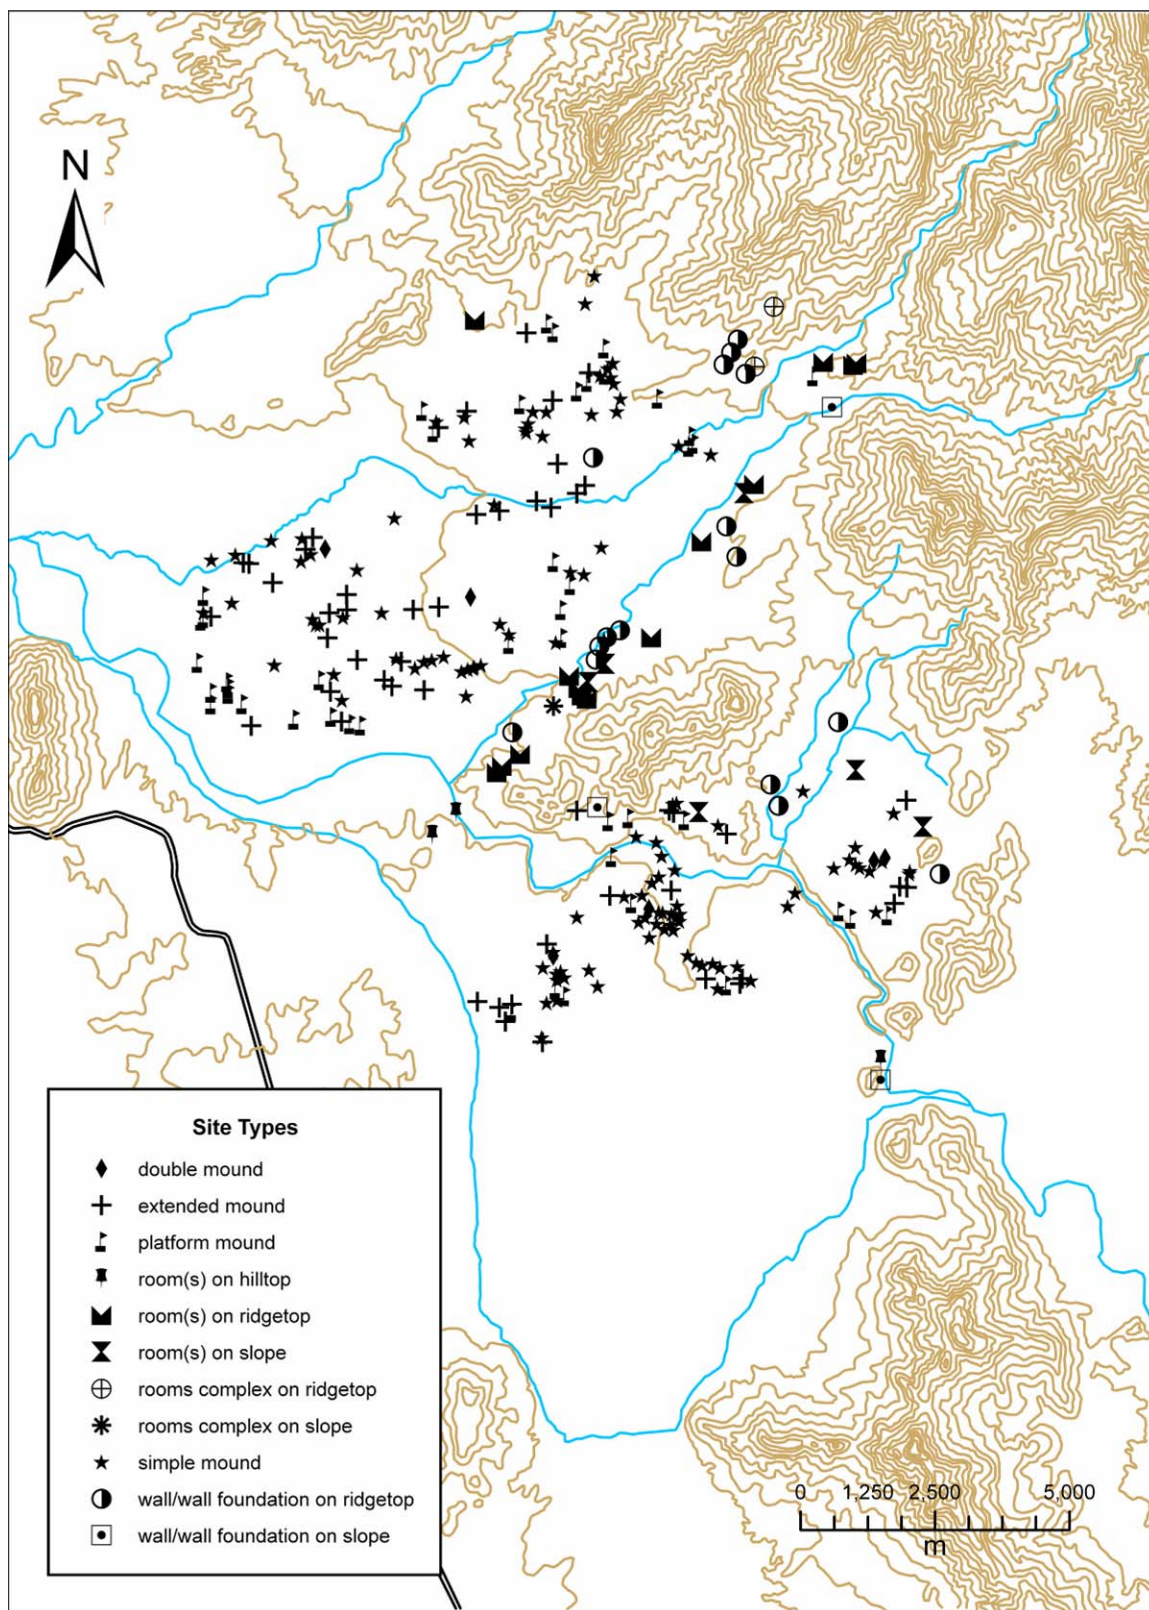 N
Site Types
double mound
extended mound
platform mound
room(s) on hilltop
room(s) on ridgetop
room(s) on slope
rooms complex on ridgetop
rooms complex on slope
simple mound
wall/wall foundation on ridgetop
wall/wall foundation on slope
0 1,250 2,500 5,000
m